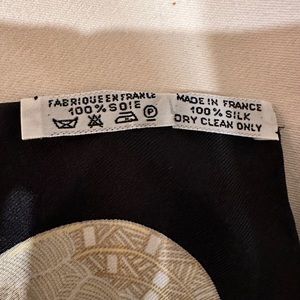 FABRIQUE EN FRANCE
100% SOIE
MADE IN FRANCE
100% SILK
DRY CLEAN ONLY